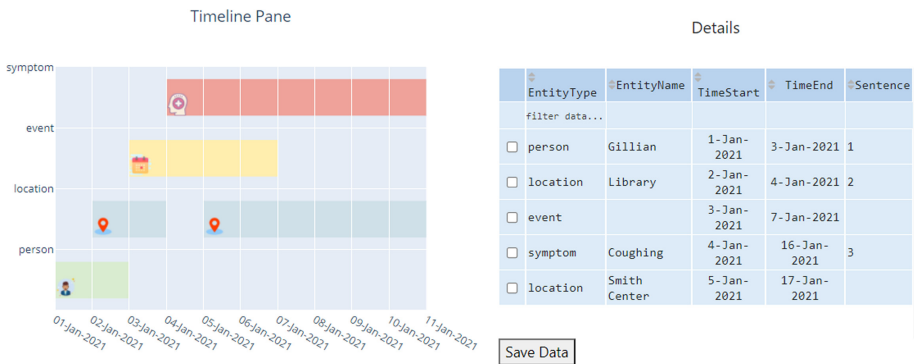 Timeline Pane
symptom
event
location
person
01-Jan-2021
02-Jan-2021
03-Jan-2021
04-Jan-2021
05-Jan-2021
06-Jan-2021
07-Jan-2021
08-Jan-2021
09-Jan-2021
10-Jan-2021
11-Jan-2021
Details
EntityType EntityName TimeStart TimeEnd Sentence
filter data...
person Gillian 1-Jan-2021 3-Jan-2021 1
location Library 2-Jan-2021 4-Jan-2021 2
event 3-Jan-2021 7-Jan-2021
symptom Coughing 4-Jan-2021 16-Jan-2021 3
location Smith Center 5-Jan-2021 17-Jan-2021
Save Data